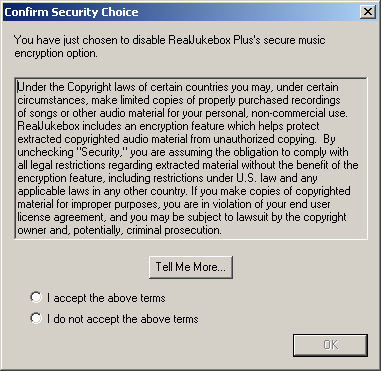 Confirm Security Choice
You have just chosen to disable RealJukebox Plus's secure music
encryption option.
Under the Copyright laws of certain countries you may, under certain
circumstances, make limited copies of properly purchased recordings
of songs or other audio material for your personal, non-commercial use.
RealJukebox includes an encryption feature which helps protect
extracted copyrighted audio material from unauthorized copying.  By
unchecking "Security," you are assuming the obligation to comply with
all legal restrictions regarding extracted material without the benefit of the
encryption feature, including restrictions under U.S. law and any
applicable laws in any other country. If you make copies of copyrighted
material for improper purposes, you are in violation of your end user
license agreement, and you may be subject to lawsuit by the copyright
owner and, potentially, criminal prosecution.
Tell Me More...
I accept the above terms
I do not accept the above terms
OK